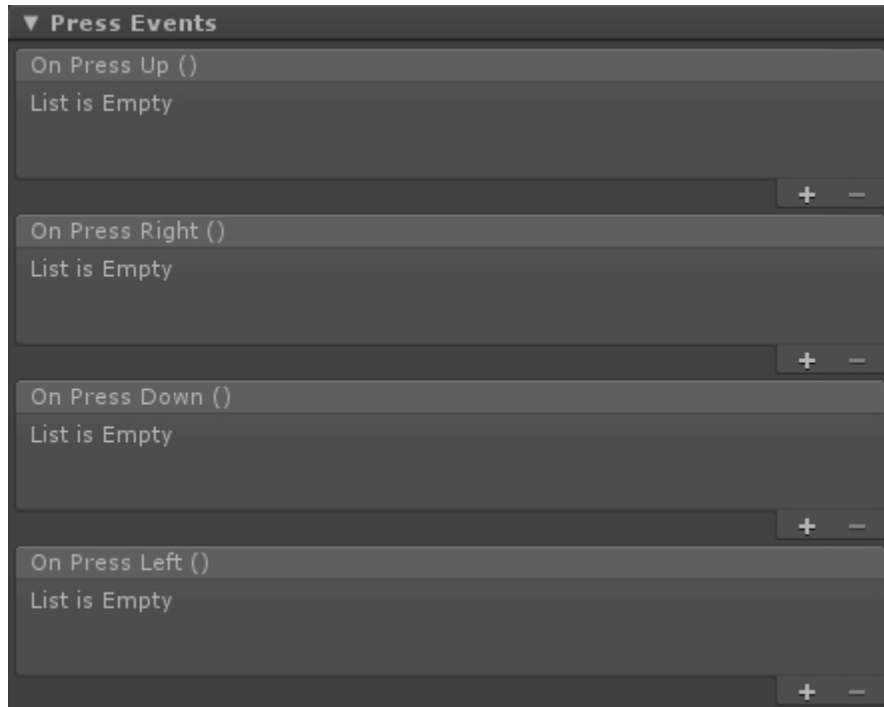 ▼ Press Events
On Press Up ()
List is Empty
+ −
On Press Right ()
List is Empty
+ −
On Press Down ()
List is Empty
+ −
On Press Left ()
List is Empty
+ −